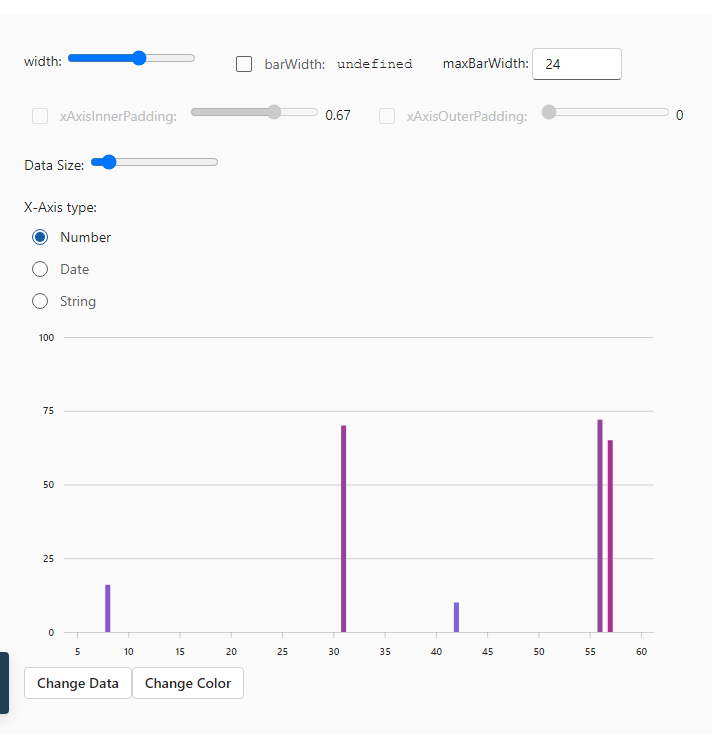 width: barWidth: undefined maxBarWidth: 24
xAxisInnerPadding: 0.67 xAxisOuterPadding: 0
Data Size:
X-Axis type:
Number
Date
String
100
75
50
25
0
5 10 15 20 25 30 35 40 45 50 55 60
Change Data Change Color